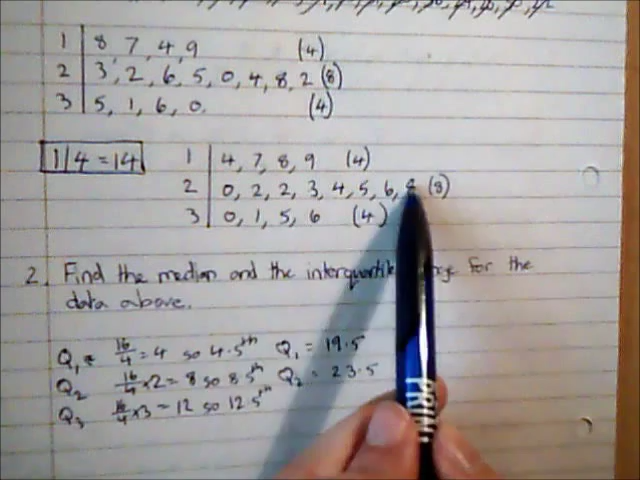 1 | 8, 7, 4, 9 (4)
2 | 3, 2, 6, 5, 0, 4, 8, 2 (8)
3 | 5, 1, 6, 0. (4)
1|4 = 14
1 | 4, 7, 8, 9 (4)
2 | 0, 2, 2, 3, 4, 5, 6, 8 (8)
3 | 0, 1, 5, 6 (4)
2. Find the median and the interquartile for the
data above.
Q₁ = 16/4 = 4 so 4.5th Q₁ = 19.5
Q₂ 16/4 x2 = 8 so 8.5th Q₂ = 23.5
Q₃ 16/4 x3 = 12 so 12.5th
PRIM